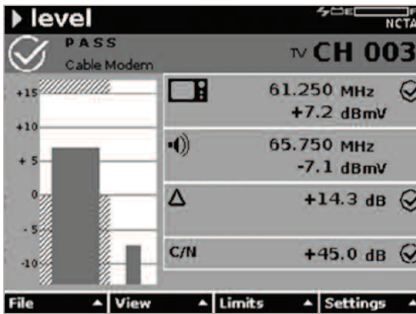 level
NCTA
PASS
Cable Modem
TV CH 003
+15
+10
+5
0
-5
-10
61.250 MHz
+7.2 dBmV
65.750 MHz
-7.1 dBmV
Δ +14.3 dB
C/N +45.0 dB
File View Limits Settings